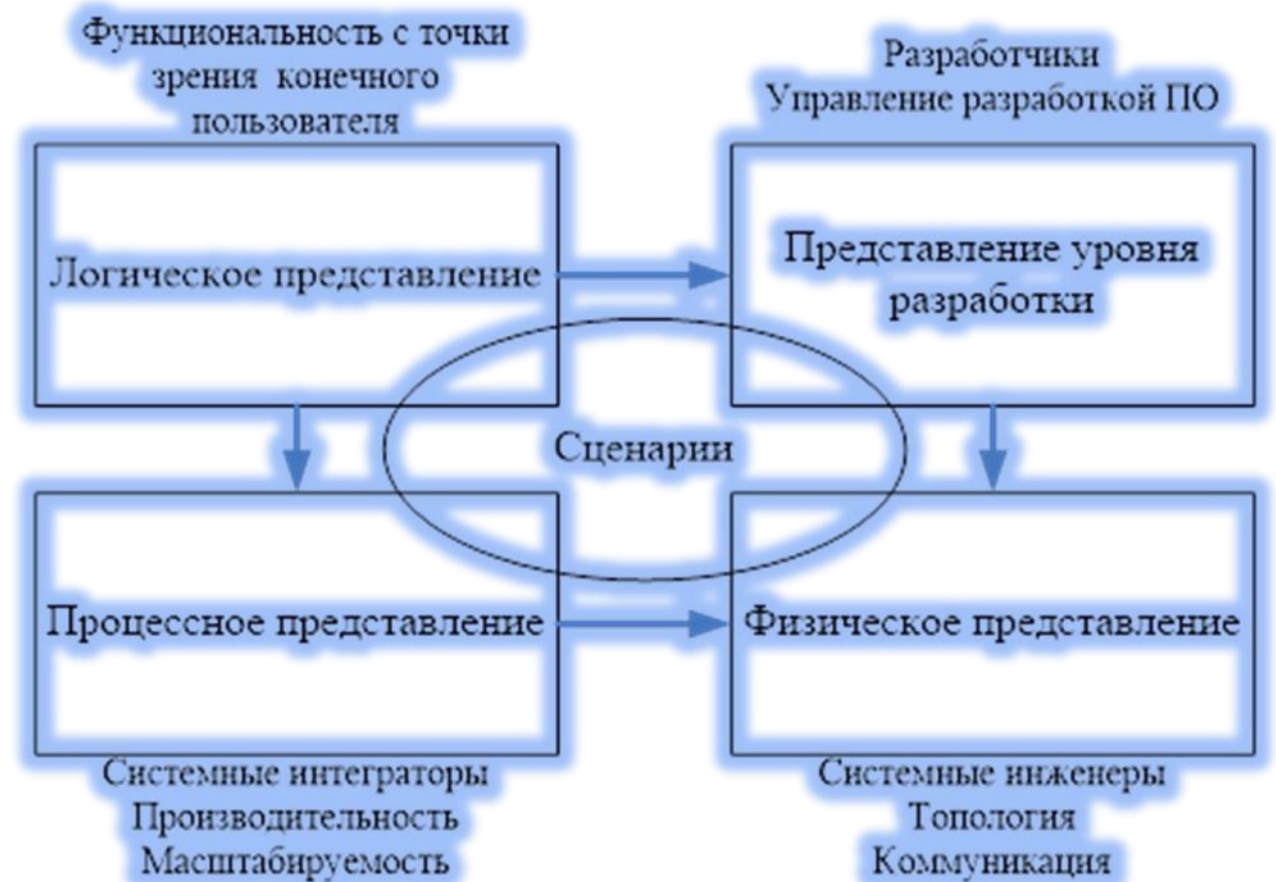 Функциональность с точки
зрения конечного
пользователя
Разработчики
Управление разработкой ПО
Логическое представление
Представление уровня
разработки
Сценарии
Процессное представление
Физическое представление
Системные интеграторы
Производительность
Масштабируемость
Системные инженеры
Топология
Коммуникация